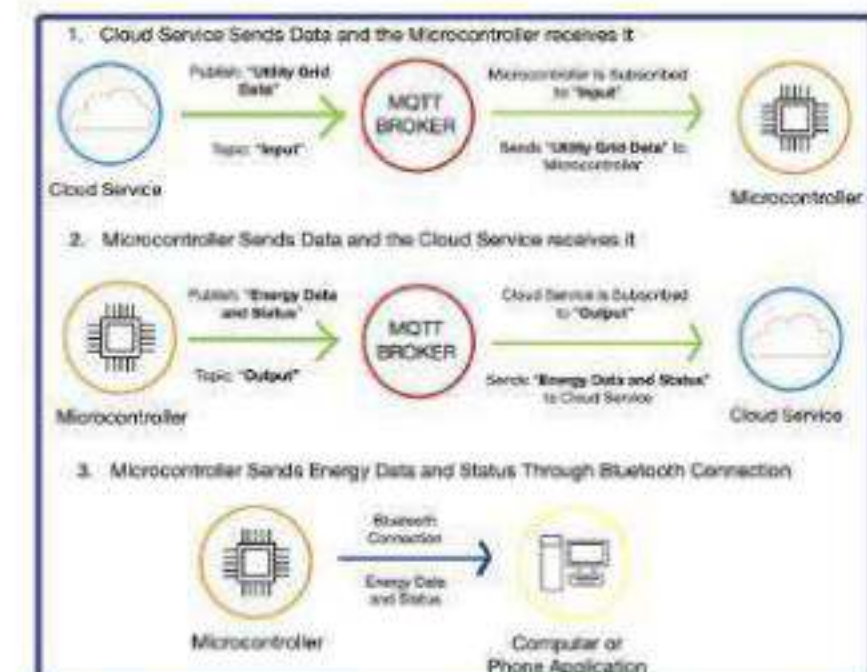 1. Cloud Service Sends Data and the Microcontroller receives it
Publish: "Utility Grid
Data"
Topic: "Input"
MQTT
BROKER
Microcontroller is Subscribed
to "Input"
Sends "Utility Grid Data" to
Microcontroller
Cloud Service
Microcontroller
2. Microcontroller Sends Data and the Cloud Service receives it
Publish: "Energy Data
and Status"
Topic: "Output"
MQTT
BROKER
Cloud Service is Subscribed
to "Output"
Sends "Energy Data and Status"
to Cloud Service
Microcontroller
Cloud Service
3. Microcontroller Sends Energy Data and Status Through Bluetooth Connection
Bluetooth
Connection
Energy Data
and Status
Microcontroller
Computer or
Phone Application